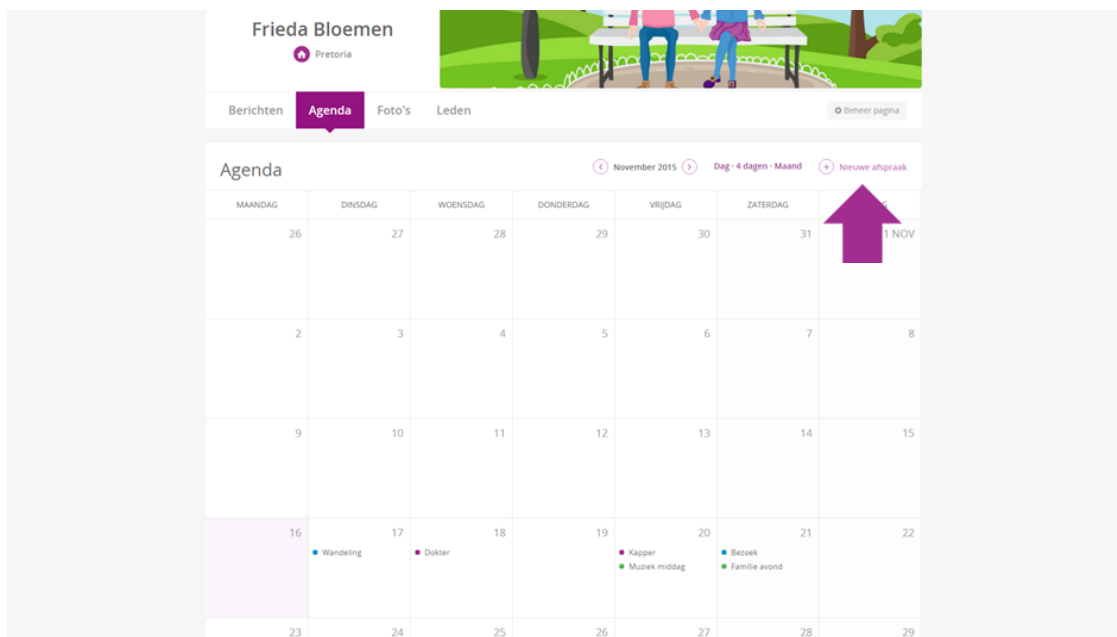 Frieda Bloemen
Pretoria
Berichten Agenda Foto's Leden Beheer pagina
Agenda November 2015 Dag - 4 dagen - Maand Nieuwe afspraak
MAANDAG DINSDAG WOENSDAG DONDERDAG VRIJDAG ZATERDAG
26 27 28 29 30 31 1 NOV
2 3 4 5 6 7 8
9 10 11 12 13 14 15
16 17 18 19 20 21 22
Wandeling Dokter Kapper Bezoek
Muziek middag Familie avond
23 24 25 26 27 28 29